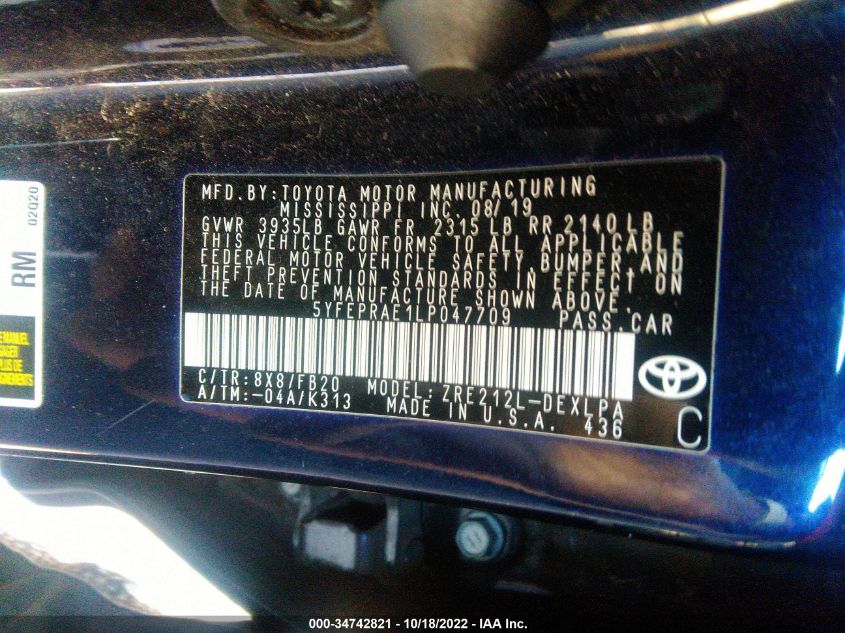 MFD. BY: TOYOTA MOTOR MANUFACTURING
MISSISSIPPI INC. 08/19
GVWR 3935LB GAWR FR 2315 LB RR 2140 LB
THIS VEHICLE CONFORMS TO ALL APPLICABLE
FEDERAL MOTOR VEHICLE SAFETY, BUMPER AND
THEFT PREVENTION STANDARDS IN EFFECT ON
THE DATE OF MANUFACTURE SHOWN ABOVE.
5YFEPRAE1LP047709 PASS.CAR
C/TR: 8X8/FB20 MODEL: ZRE212L-DEXLPA
A/TM:-04A/K313 MADE IN U.S.A. 436
C
RM 02Q20
000-34742821 - 10/18/2022 - IAA Inc.